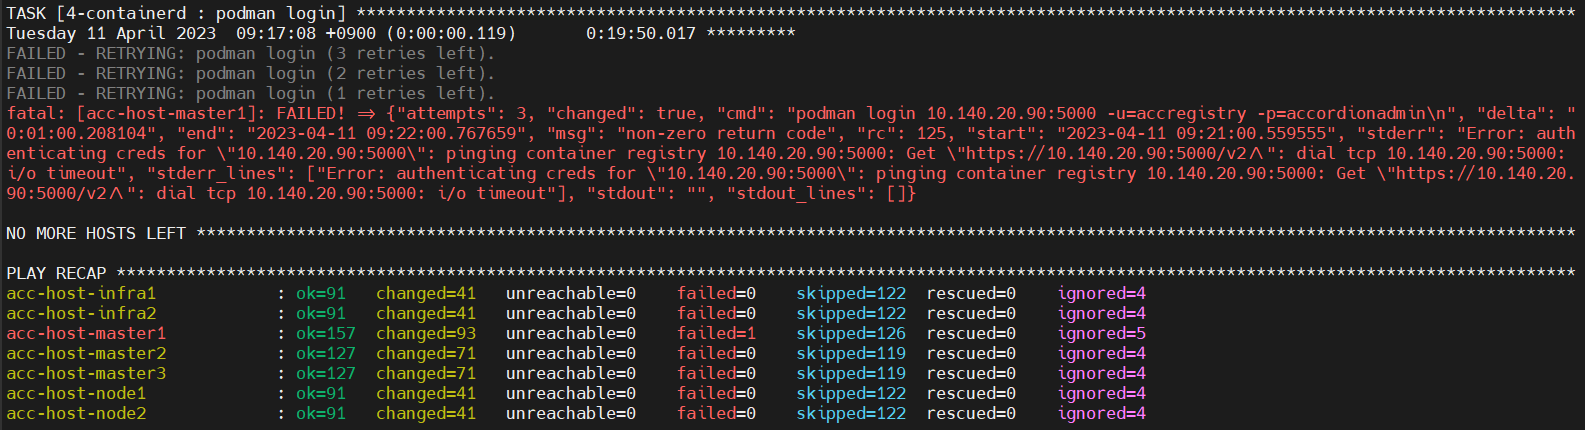 TASK [4-containerd : podman login] **************************************************************************************************************************
Tuesday 11 April 2023  09:17:08 +0900 (0:00:00.119)       0:19:50.017 *********
FAILED - RETRYING: podman login (3 retries left).
FAILED - RETRYING: podman login (2 retries left).
FAILED - RETRYING: podman login (1 retries left).
fatal: [acc-host-master1]: FAILED! => {"attempts": 3, "changed": true, "cmd": "podman login 10.140.20.90:5000 -u=accregistry -p=accordionadmin\n", "delta": "
0:01:00.208104", "end": "2023-04-11 09:22:00.767659", "msg": "non-zero return code", "rc": 125, "start": "2023-04-11 09:21:00.559555", "stderr": "Error: auth
enticating creds for \"10.140.20.90:5000\": pinging container registry 10.140.20.90:5000: Get \"https://10.140.20.90:5000/v2/\": dial tcp 10.140.20.90:5000:
i/o timeout", "stderr_lines": ["Error: authenticating creds for \"10.140.20.90:5000\": pinging container registry 10.140.20.90:5000: Get \"https://10.140.20.
90:5000/v2/\": dial tcp 10.140.20.90:5000: i/o timeout"], "stdout": "", "stdout_lines": []}
NO MORE HOSTS LEFT ******************************************************************************************************************************************
PLAY RECAP **************************************************************************************************************************************************
acc-host-infra1            : ok=91   changed=41   unreachable=0    failed=0    skipped=122  rescued=0    ignored=4
acc-host-infra2            : ok=91   changed=41   unreachable=0    failed=0    skipped=122  rescued=0    ignored=4
acc-host-master1           : ok=157  changed=93   unreachable=0    failed=1    skipped=126  rescued=0    ignored=5
acc-host-master2           : ok=127  changed=71   unreachable=0    failed=0    skipped=119  rescued=0    ignored=4
acc-host-master3           : ok=127  changed=71   unreachable=0    failed=0    skipped=119  rescued=0    ignored=4
acc-host-node1             : ok=91   changed=41   unreachable=0    failed=0    skipped=122  rescued=0    ignored=4
acc-host-node2             : ok=91   changed=41   unreachable=0    failed=0    skipped=122  rescued=0    ignored=4